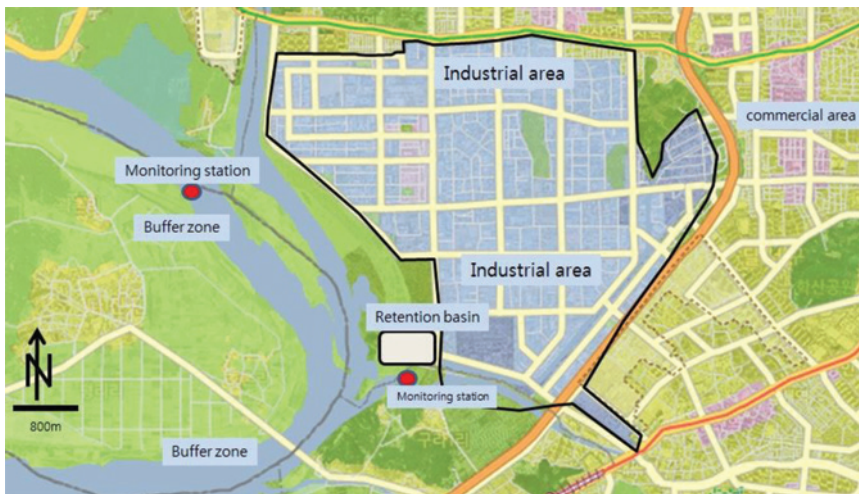 Industrial area
commercial area
Monitoring station
Buffer zone
Industrial area
Retention basin
Monitoring station
N
800m
Buffer zone